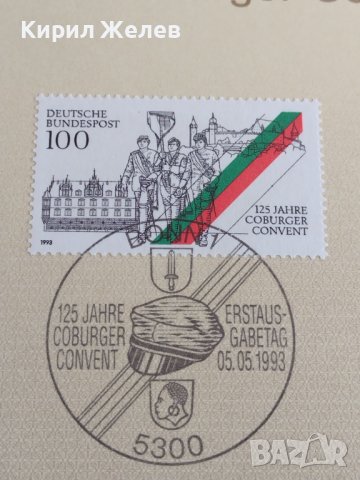 Кирил Желев
DEUTSCHE
BUNDESPOST
100
125 JAHRE
COBURGER
CONVENT
1993
BONN 1
125 JAHRE
COBURGER
CONVENT
ERSTAUS-
GABETAG
05.05.1993
5300
BAZAR